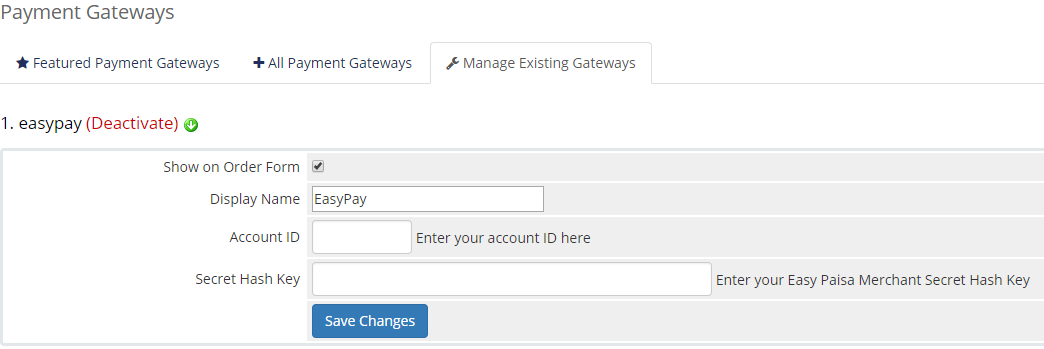 Payment Gateways
Featured Payment Gateways All Payment Gateways Manage Existing Gateways
1. easypay (Deactivate)
Show on Order Form
Display Name EasyPay
Account ID Enter your account ID here
Secret Hash Key Enter your Easy Paisa Merchant Secret Hash Key
Save Changes